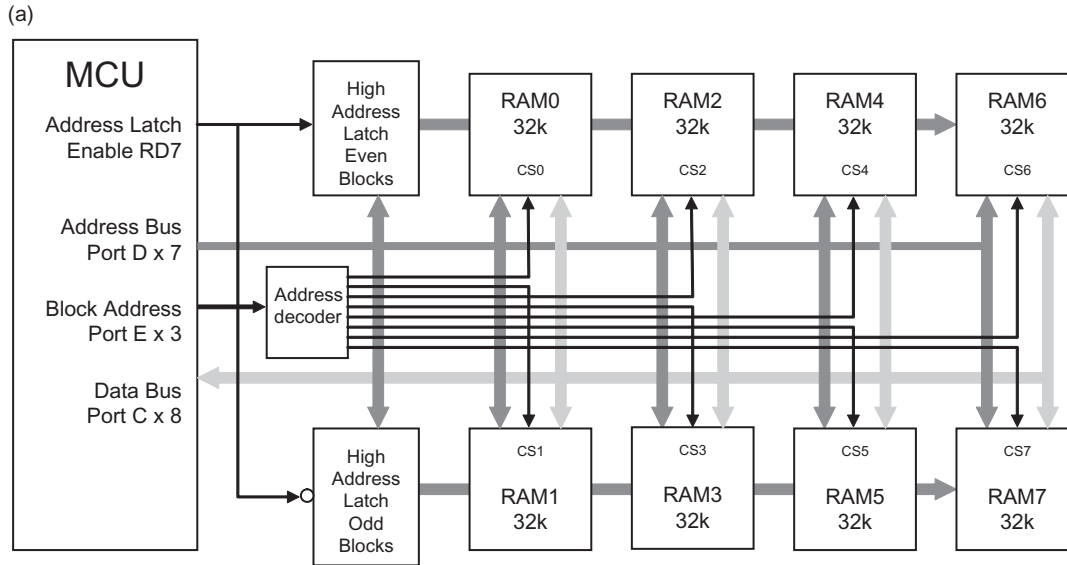 (a)
MCU
Address Latch
Enable RD7
Address Bus
Port D x 7
Block Address
Port E x 3
Data Bus
Port C x 8
High
Address
Latch
Even
Blocks
RAM0
32k
CS0
RAM2
32k
CS2
RAM4
32k
CS4
RAM6
32k
CS6
Address
decoder
High
Address
Latch
Odd
Blocks
CS1
RAM1
32k
CS3
RAM3
32k
CS5
RAM5
32k
CS7
RAM7
32k